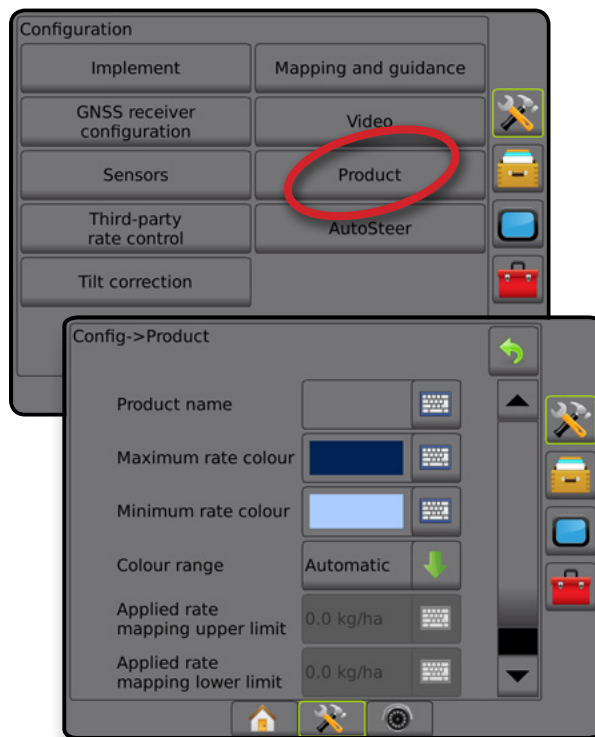 Configuration
Implement
Mapping and guidance
GNSS receiver
configuration
Video
Sensors
Product
Third-party
rate control
AutoSteer
Tilt correction
Config->Product
Product name
Maximum rate colour
Minimum rate colour
Colour range
Automatic
Applied rate
mapping upper limit
0.0 kg/ha
Applied rate
mapping lower limit
0.0 kg/ha